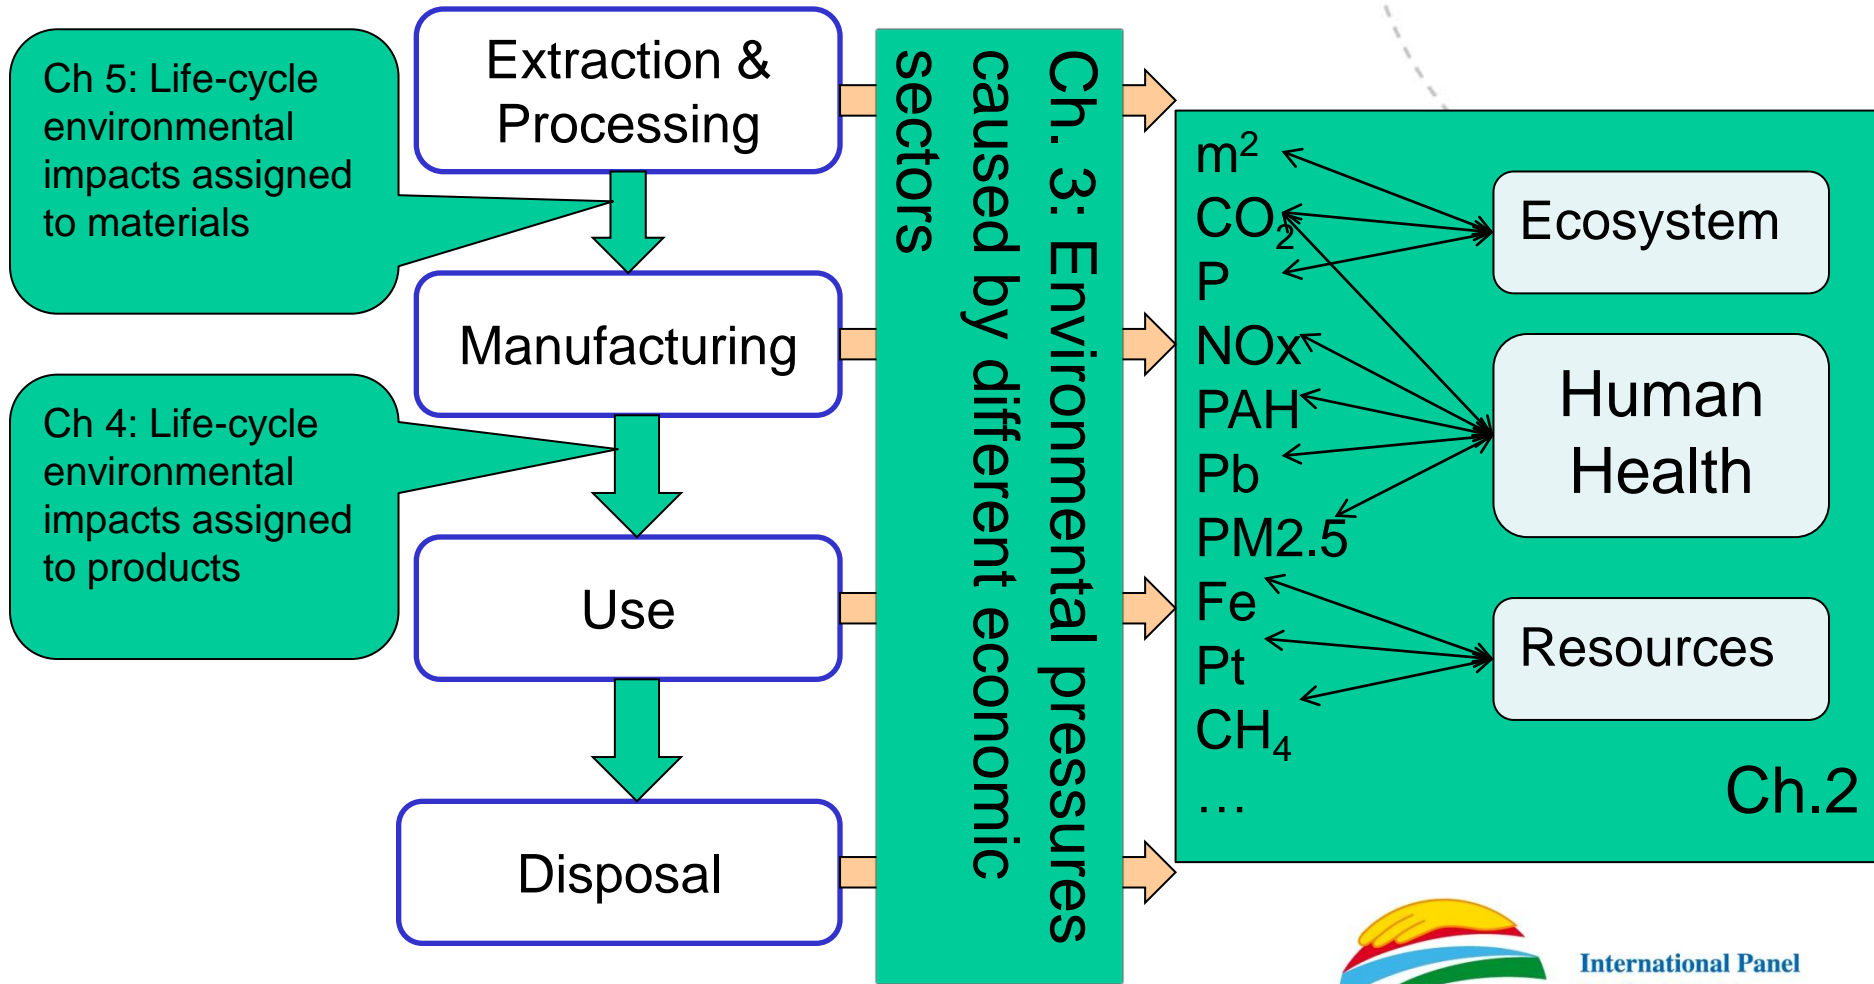 Ch 5: Life-cycle
environmental
impacts assigned
to materials
Extraction &
Processing
Manufacturing
Ch 4: Life-cycle
environmental
impacts assigned
to products
Use
Disposal
Ch. 3: Environmental pressures
caused by different economic
sectors
m²
CO₂
P
NOx
PAH
Pb
PM2.5
Fe
Pt
CH₄
…
Ecosystem
Human
Health
Resources
Ch.2
International Panel